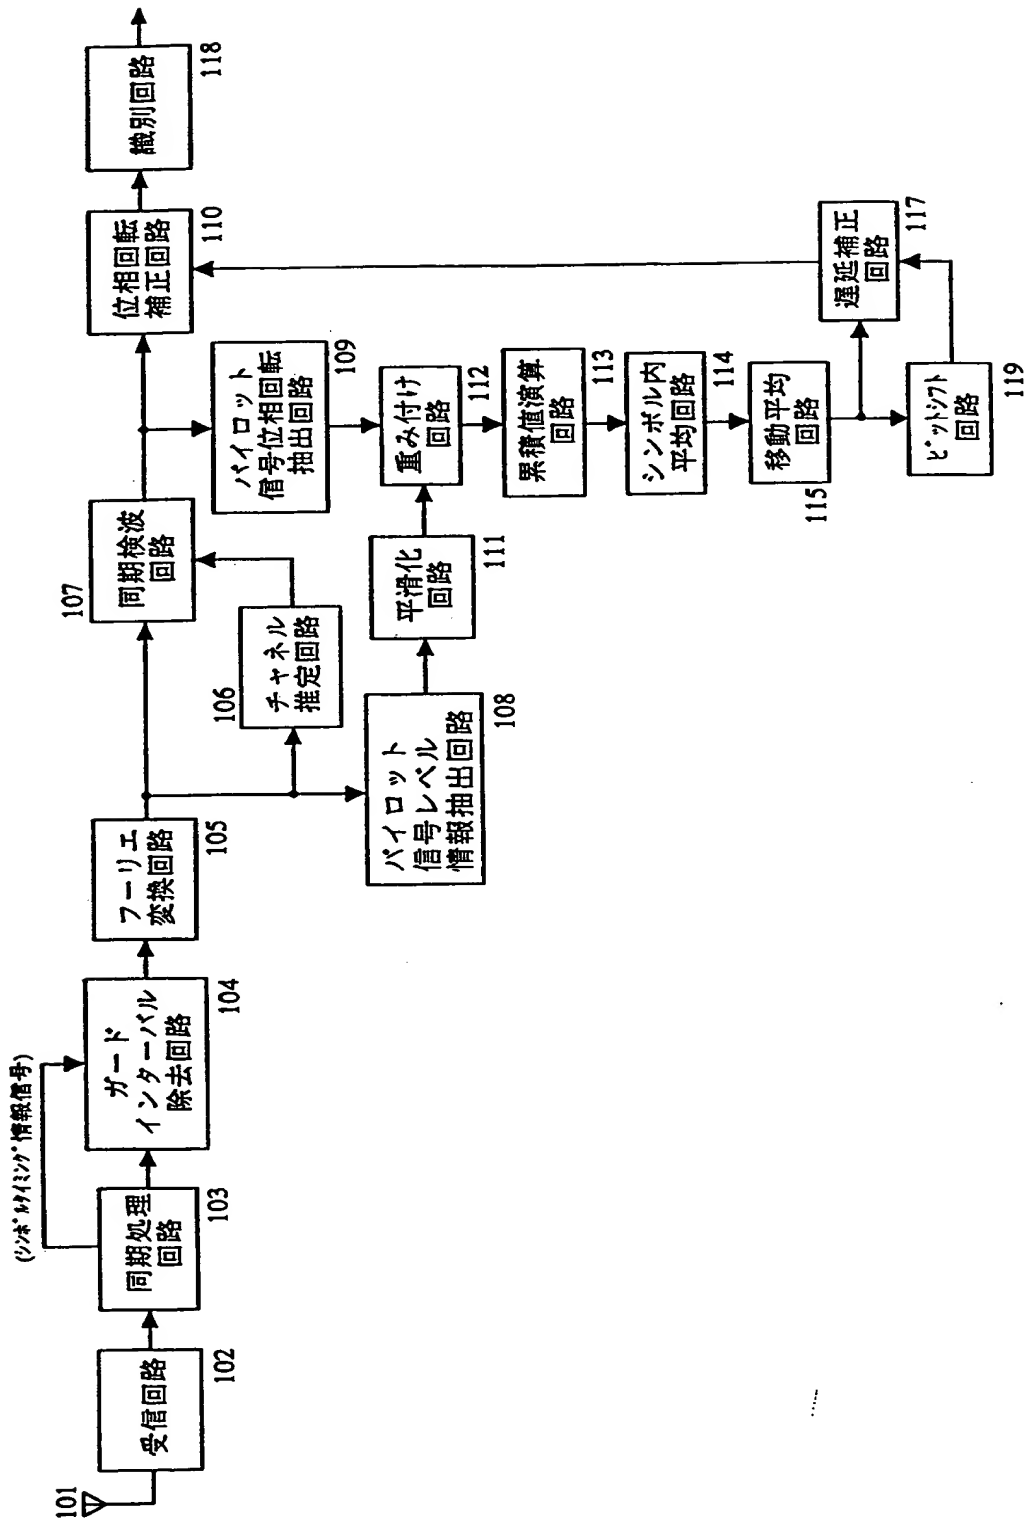 101
受信回路
102
同期処理
回路
103
(シンボルタイミング情報信号)
ガード
インターバル
除去回路
104
フーリエ
変換回路
105
チャネル
推定回路
106
同期検波
回路
107
パイロット
信号レベル
情報抽出回路
108
パイロット
信号位相回転
抽出回路
109
位相回転
補正回路
110
平滑化
回路
111
重み付け
回路
112
累積値演算
回路
113
シンボル内
平均回路
114
移動平均
回路
115
遅延補正
回路
117
識別回路
118
ビットシフト
回路
119